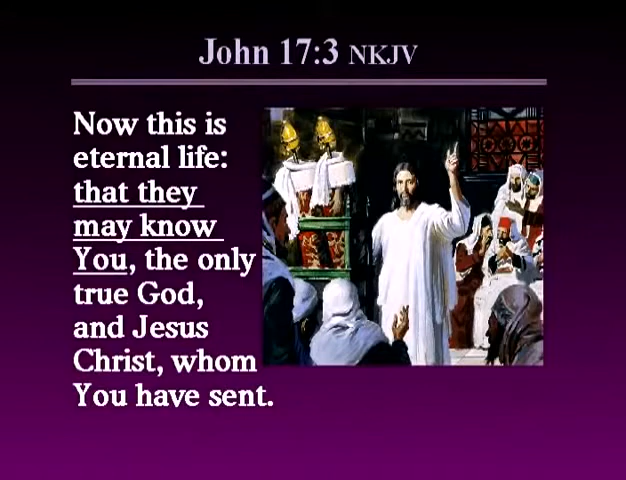 John 17:3 NKJV
Now this is
eternal life:
that they
may know
You, the only
true God,
and Jesus
Christ, whom
You have sent.